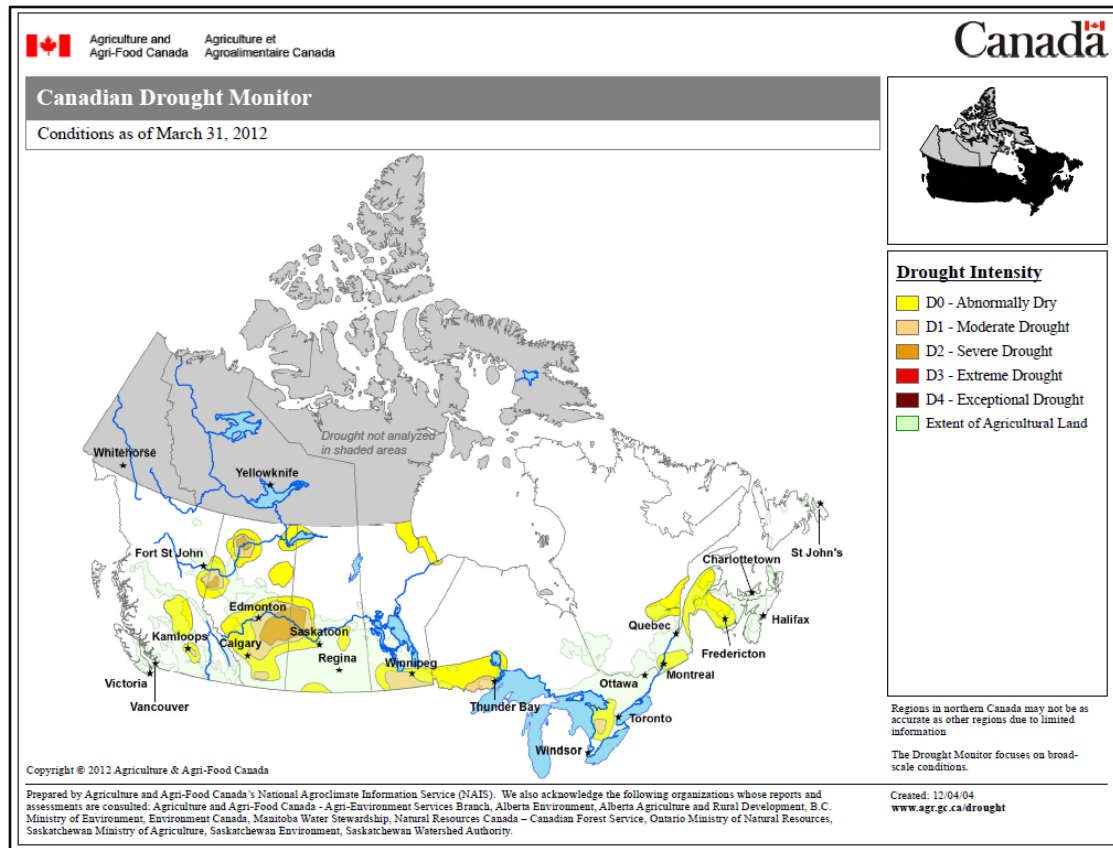 Agriculture and
Agri-Food Canada
Agriculture et
Agroalimentaire Canada
Canada
Canadian Drought Monitor
Conditions as of March 31, 2012
Drought Intensity
D0 - Abnormally Dry
D1 - Moderate Drought
D2 - Severe Drought
D3 - Extreme Drought
D4 - Exceptional Drought
Extent of Agricultural Land
Drought not analyzed
in shaded areas
Whitehorse
Yellowknife
St John's
Fort St John
Charlottetown
Edmonton
Halifax
Quebec
Kamloops
Calgary
Saskatoon
Fredericton
Regina
Winnipeg
Montreal
Ottawa
Victoria
Vancouver
Thunder Bay
Toronto
Windsor
Regions in northern Canada may not be as
accurate as other regions due to limited
information
The Drought Monitor focuses on broad-
scale conditions.
Copyright © 2012 Agriculture & Agri-Food Canada
Prepared by Agriculture and Agri-Food Canada's National Agroclimate Information Service (NAIS). We also acknowledge the following organizations whose reports and
assessments are consulted: Agriculture and Agri-Food Canada - Agri-Environment Services Branch, Alberta Environment, Alberta Agriculture and Rural Development, B.C.
Ministry of Environment, Environment Canada, Manitoba Water Stewardship, Natural Resources Canada – Canadian Forest Service, Ontario Ministry of Natural Resources,
Saskatchewan Ministry of Agriculture, Saskatchewan Environment, Saskatchewan Watershed Authority.
Created: 12/04/04
www.agr.gc.ca/drought